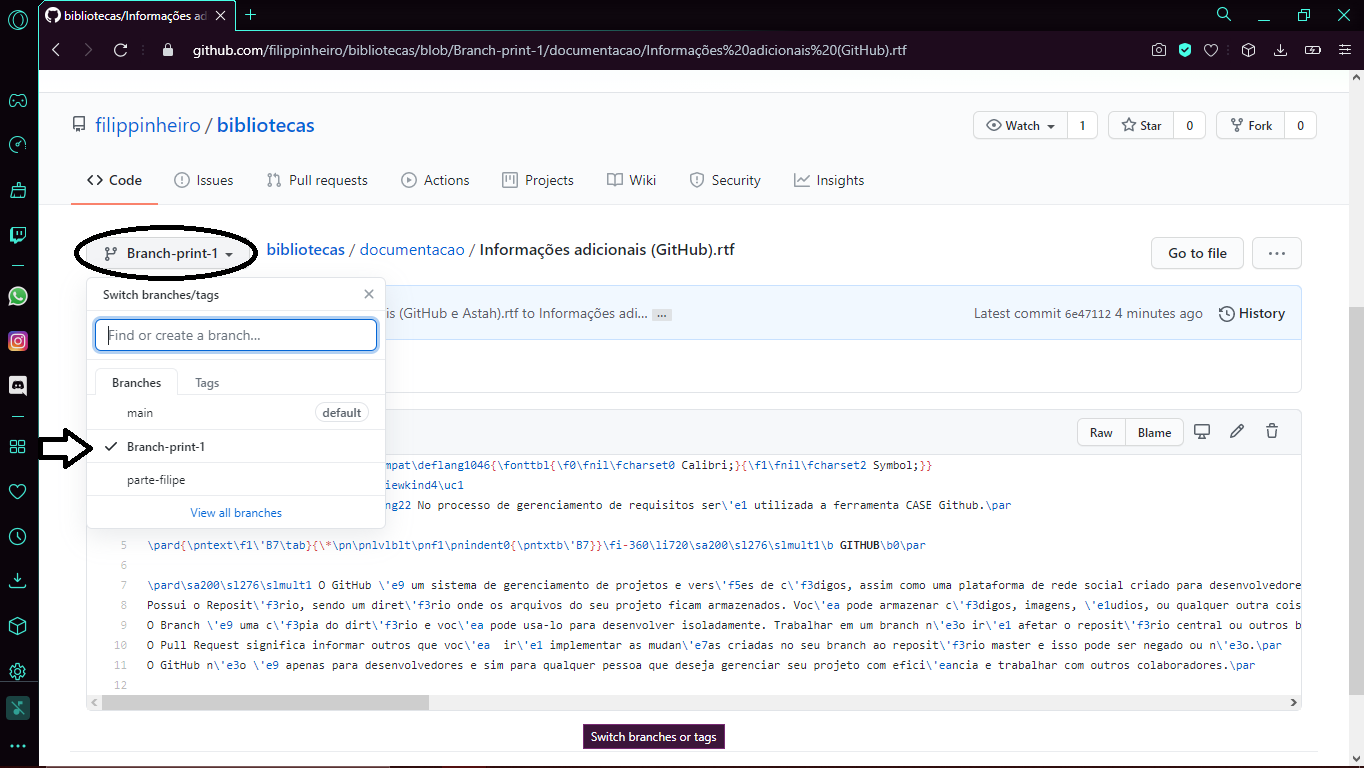 bibliotecas/Informações ad
github.com/filippinheiro/bibliotecas/blob/Branch-print-1/documentacao/Informações%20adicionais%20(GitHub).rtf
filippinheiro / bibliotecas
Watch 1
Star 0
Fork 0
Code
Issues
Pull requests
Actions
Projects
Wiki
Security
Insights
Branch-print-1
bibliotecas / documentacao / Informações adicionais (GitHub).rtf
Go to file
...
Switch branches/tags
Find or create a branch...
Branches
Tags
main default
Branch-print-1
parte-filipe
View all branches
is (GitHub e Astah).rtf to Informações adi... ...
Latest commit 6e47112 4 minutes ago
History
Raw
Blame
mpat\deflang1046{\fonttbl{\f0\fnil\fcharset0 Calibri;}{\f1\fnil\fcharset2 Symbol;}}
iewkind4\uc1
ng22 No processo de gerenciamento de requisitos ser\'e1 utilizada a ferramenta CASE Github.\par
5 \pard{\pntext\f1\'B7\tab}{\*\pn\pnlvlblt\pnf1\pnindent0{\pntxtb\'B7}}\fi-360\li720\sa200\sl276\slmult1\b GITHUB\b0\par
6
7 \pard\sa200\sl276\slmult1 O GitHub \'e9 um sistema de gerenciamento de projetos e vers\'f5es de c\'f3digos, assim como uma plataforma de rede social criado para desenvolvedore
8 Possui o Reposit\'f3rio, sendo um diret\'f3rio onde os arquivos do seu projeto ficam armazenados. Voc\'ea pode armazenar c\'f3digos, imagens, \'e1udios, ou qualquer outra cois
9 O Branch \'e9 uma c\'f3pia do dirt\'f3rio e voc\'ea pode usa-lo para desenvolver isoladamente. Trabalhar em um branch n\'e3o ir\'e1 afetar o reposit\'f3rio central ou outros b
10 O Pull Request significa informar outros que voc\'ea  ir\'e1 implementar as mudan\'e7as criadas no seu branch ao reposit\'f3rio master e isso pode ser negado ou n\'e3o.\par
11 O GitHub n\'e3o \'e9 apenas para desenvolvedores e sim para qualquer pessoa que deseja gerenciar seu projeto com efici\'eancia e trabalhar com outros colaboradores.\par
12
Switch branches or tags